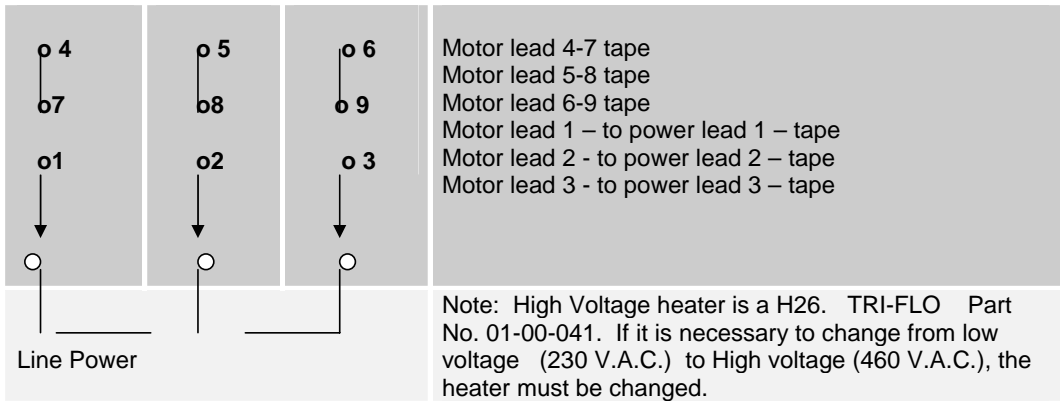 o 4 o 5 o 6
o7 o8 o 9
o1 o2 o 3
Motor lead 4-7 tape
Motor lead 5-8 tape
Motor lead 6-9 tape
Motor lead 1 – to power lead 1 – tape
Motor lead 2 - to power lead 2 – tape
Motor lead 3 - to power lead 3 – tape
Line Power
Note: High Voltage heater is a H26. TRI-FLO Part
No. 01-00-041. If it is necessary to change from low
voltage (230 V.A.C.) to High voltage (460 V.A.C.), the
heater must be changed.